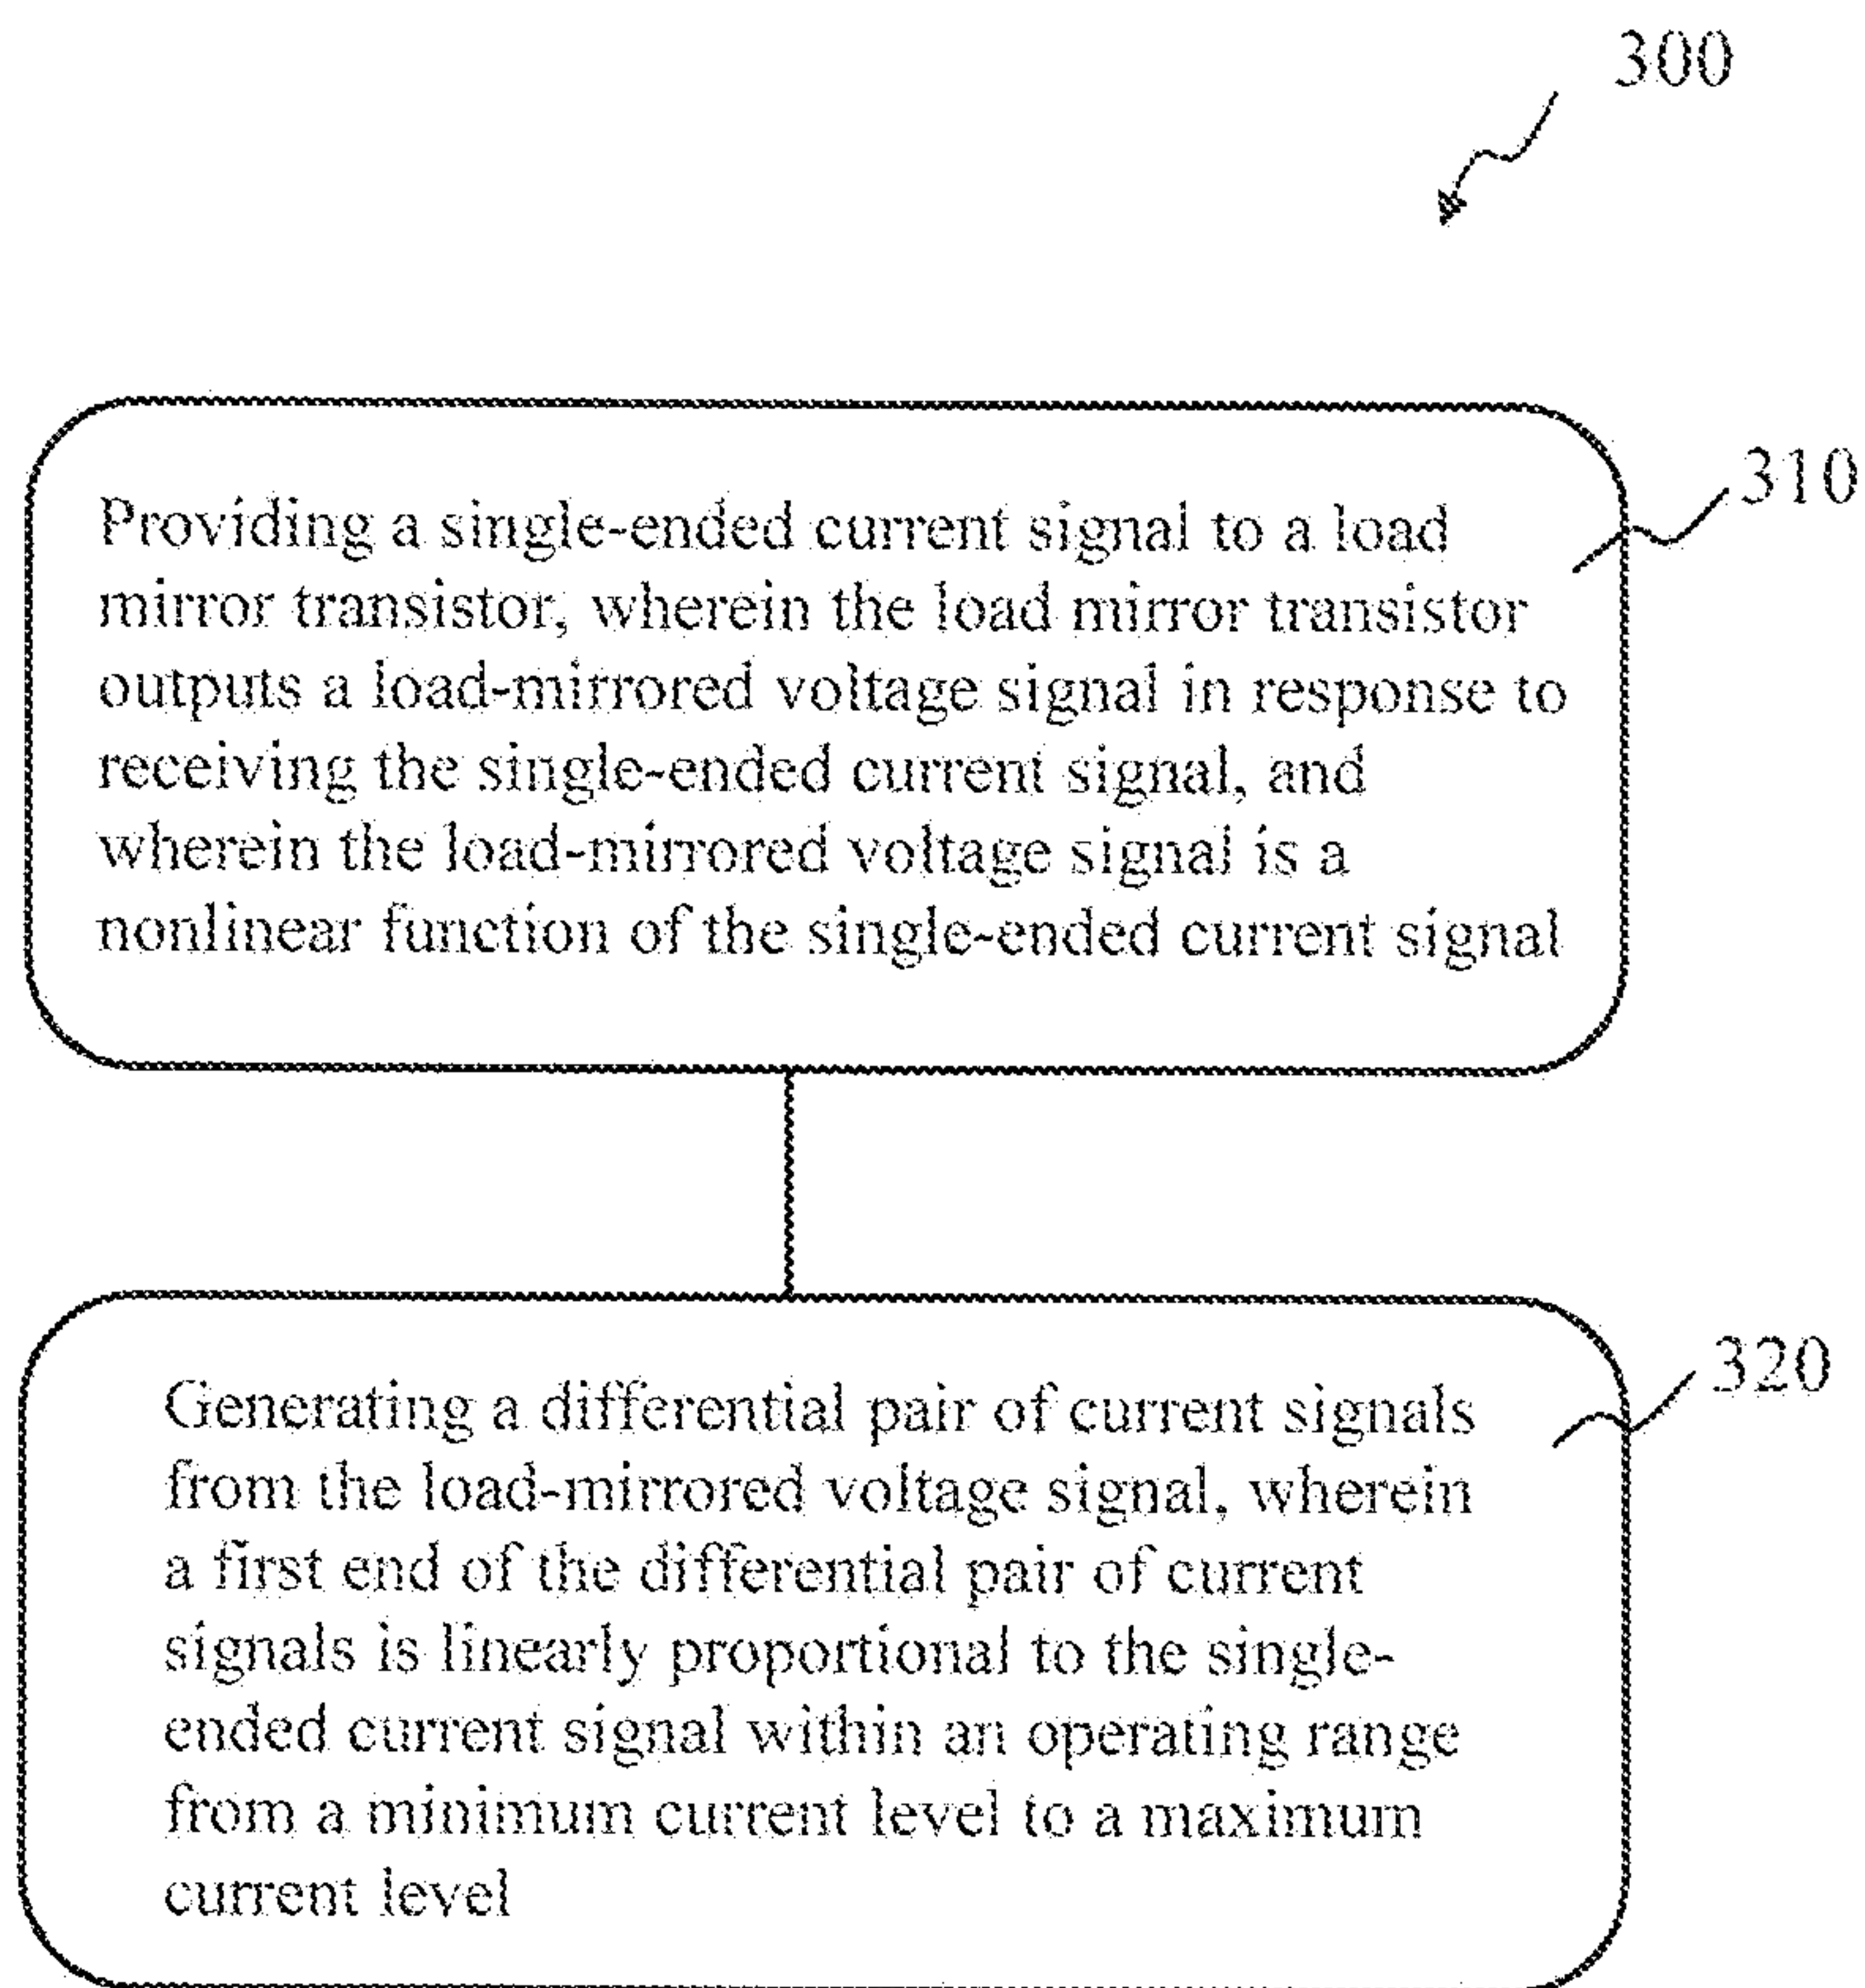 300
310
Providing a single-ended current signal to a load
mirror transistor, wherein the load mirror transistor
outputs a load-mirrored voltage signal in response to
receiving the single-ended current signal, and
wherein the load-mirrored voltage signal is a
nonlinear function of the single-ended current signal
320
Generating a differential pair of current signals
from the load-mirrored voltage signal, wherein
a first end of the differential pair of current
signals is linearly proportional to the single-
ended current signal within an operating range
from a minimum current level to a maximum
current level